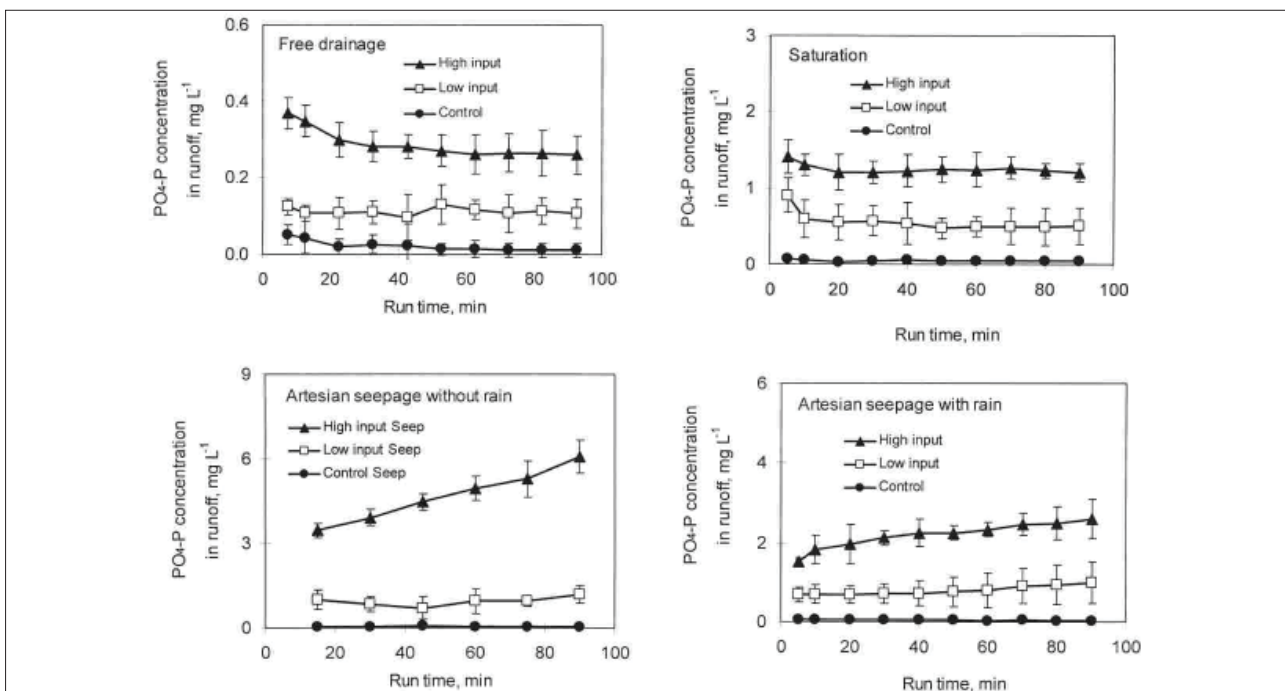 Free drainage
High input
Low input
Control
PO4-P concentration
in runoff, mg L-1
0.6
0.4
0.2
0.0
0 20 40 60 80 100
Run time, min
Saturation
High input
Low input
Control
PO4-P concentration
in runoff, mg L-1
3
2
1
0
0 20 40 60 80 100
Run time, min
Artesian seepage without rain
High input Seep
Low input Seep
Control Seep
PO4-P concentration
in runoff, mg L-1
9
6
3
0
0 20 40 60 80 100
Run time, min
Artesian seepage with rain
High input
Low input
Control
PO4-P concentration
in runoff, mg L-1
6
4
2
0
0 20 40 60 80 100
Run time, min